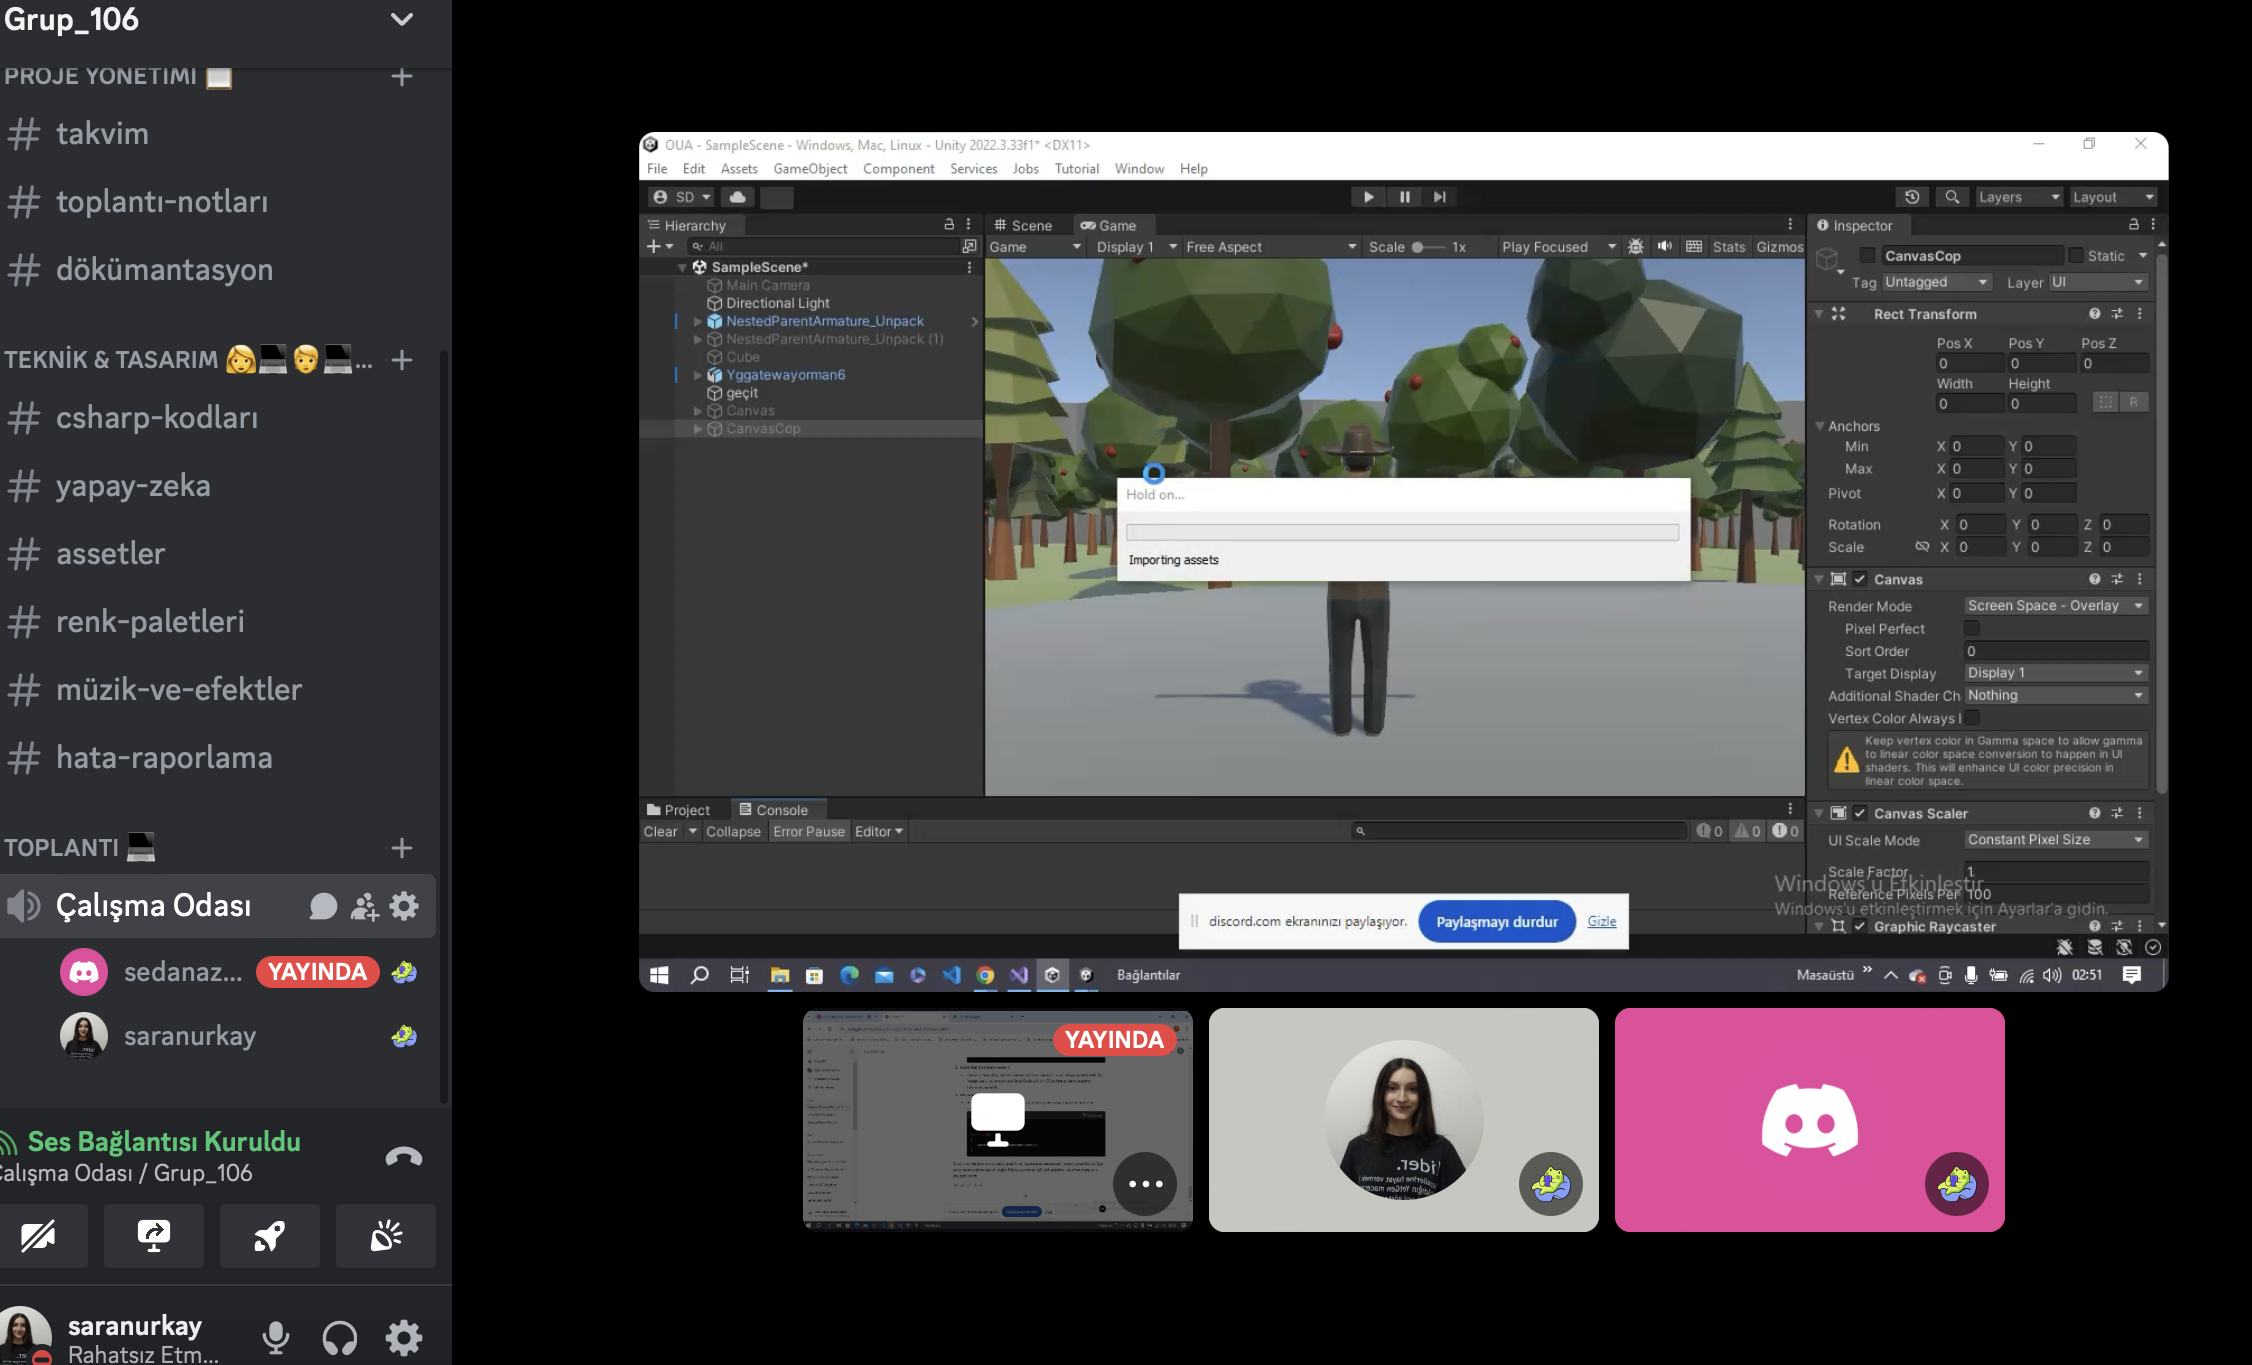 Grup_106
PROJE YÖNETİMİ
takvim
toplantı-notları
dökümantasyon
TEKNİK & TASARIM ...
csharp-kodları
yapay-zeka
assetler
renk-paletleri
müzik-ve-efektler
hata-raporlama
TOPLANTI
Çalışma Odası
sedanaz... YAYINDA
saranurkay
Ses Bağlantısı Kuruldu
Çalışma Odası / Grup_106
saranurkay
Rahatsız Etm...
OUA - SampleScene - Windows, Mac, Linux - Unity 2022.3.33f1* <DX11>
File Edit Assets GameObject Component Services Jobs Tutorial Window Help
SD
Layers Layout
Hierarchy
All
SampleScene*
Main Camera
Directional Light
NestedParentArmature_Unpack
NestedParentArmature_Unpack (1)
Cube
Yggatewayorman6
geçit
Canvas
CanvasCop
# Scene Game
Game Display 1 Free Aspect Scale 1x Play Focused Stats Gizmos
Hold on...
Importing assets
Inspector
CanvasCop Static
Tag Untagged Layer UI
Rect Transform
Pos X Pos Y Pos Z
0 0 0
Width Height
0 0 R
Anchors
Min X 0 Y 0
Max X 0 Y 0
Pivot X 0 Y 0
Rotation X 0 Y 0 Z 0
Scale X 0 Y 0 Z 0
Canvas
Render Mode Screen Space - Overlay
Pixel Perfect
Sort Order 0
Target Display Display 1
Additional Shader Ch Nothing
Vertex Color Always I
Keep vertex color in Gamma space to allow gamma
to linear color space conversion to happen in UI
shaders. This will enhance UI color precision in
linear color space.
Canvas Scaler
UI Scale Mode Constant Pixel Size
Scale Factor 1
Reference Pixels Per 100
Windows'u Etkinleştir
Windows'u etkinleştirmek için Ayarlar'a gidin.
Graphic Raycaster
Project Console
Clear Collapse Error Pause Editor
0 0 0
discord.com ekranınızı paylaşıyor. Paylaşmayı durdur Gizle
Bağlantılar
Masaüstü 02:51
YAYINDA